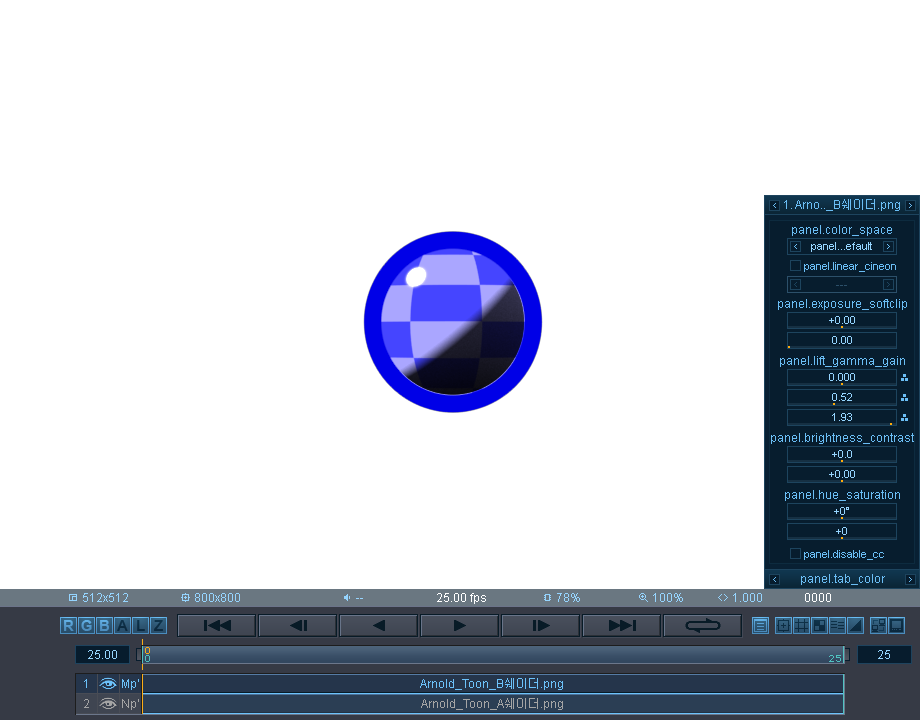 1. Arno.._B쉐이더.png
panel.color_space
panel...efault
panel.linear_cineon
---
panel.exposure_softclip
+0.00
0.00
panel.lift_gamma_gain
0.000
0.52
1.93
panel.brightness_contrast
+0.0
+0.00
panel.hue_saturation
+0°
+0
panel.disable_cc
panel.tab_color
512x512 800x800 -- 25.00 fps 78% 100% 1.000 0000
R G B A L Z
25.00 0 0 25 25
1 Mp' Arnold_Toon_B쉐이더.png
2 Np' Arnold_Toon_A쉐이더.png